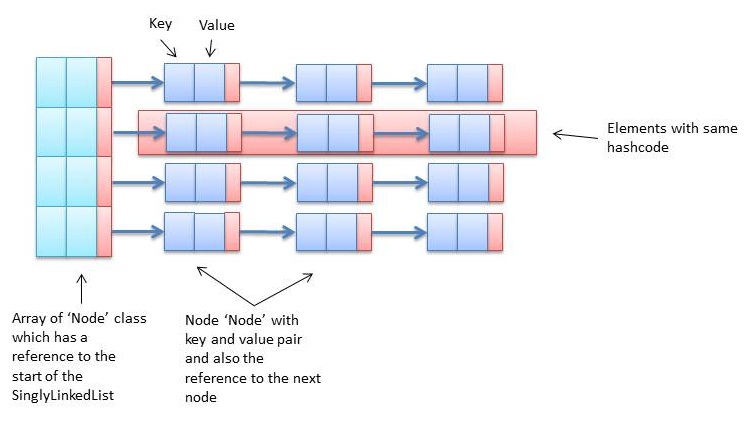 Key
Value
Elements with same
hashcode
Array of ‘Node’ class
which has a
reference to the
start of the
SinglyLinkedList
Node ‘Node’ with
key and value pair
and also the
reference to the next
node